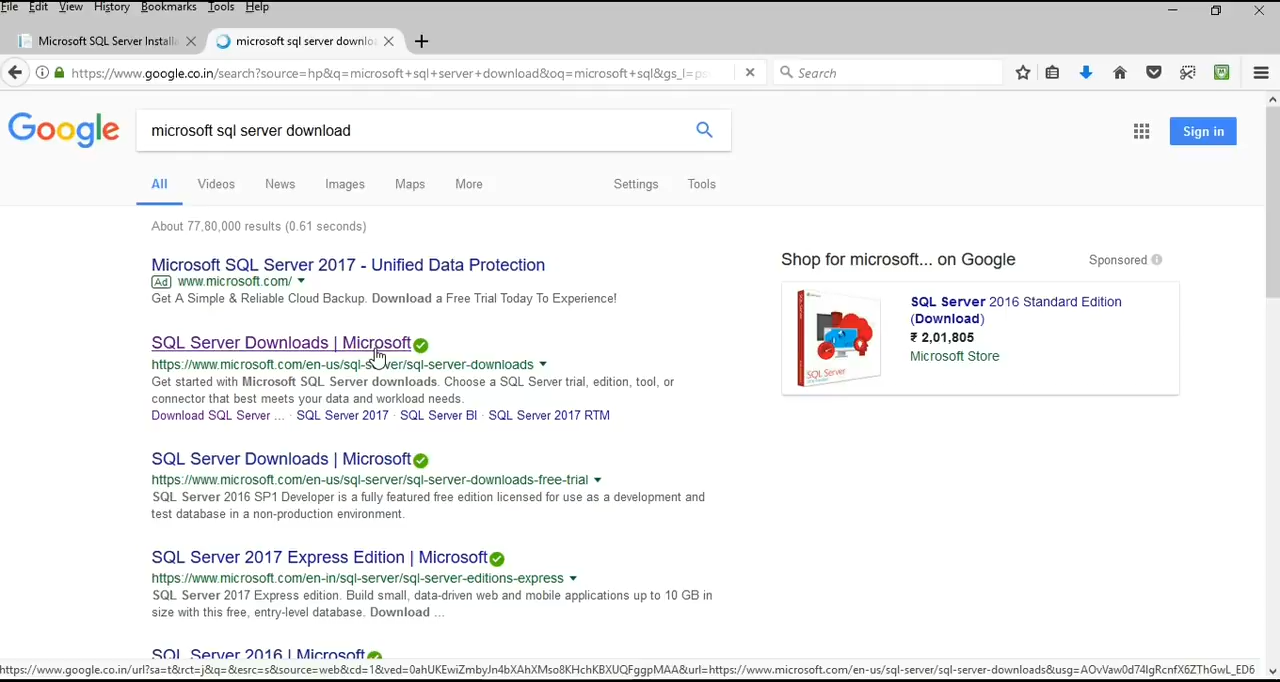 File Edit View History Bookmarks Tools Help
Microsoft SQL Server Installa
microsoft sql server downlo
https://www.google.co.in/search?source=hp&q=microsoft+sql+server+download&oq=microsoft+sql&gs_l=ps
Search
Google
microsoft sql server download
Sign in
All Videos News Images Maps More Settings Tools
About 77,80,000 results (0.61 seconds)
Microsoft SQL Server 2017 - Unified Data Protection
Ad www.microsoft.com/
Get A Simple & Reliable Cloud Backup. Download a Free Trial Today To Experience!
SQL Server Downloads | Microsoft
https://www.microsoft.com/en-us/sql-server/sql-server-downloads
Get started with Microsoft SQL Server downloads. Choose a SQL Server trial, edition, tool, or
connector that best meets your data and workload needs.
Download SQL Server ... · SQL Server 2017 · SQL Server BI · SQL Server 2017 RTM
SQL Server Downloads | Microsoft
https://www.microsoft.com/en-us/sql-server/sql-server-downloads-free-trial
SQL Server 2016 SP1 Developer is a fully featured free edition licensed for use as a development and
test database in a non-production environment.
SQL Server 2017 Express Edition | Microsoft
https://www.microsoft.com/en-in/sql-server/sql-server-editions-express
SQL Server 2017 Express edition. Build small, data-driven web and mobile applications up to 10 GB in
size with this free, entry-level database. Download ...
SQL Server 2016 | Microsoft
Shop for microsoft... on Google
Sponsored
SQL Server
SQL Server 2016 Standard Edition
(Download)
₹ 2,01,805
Microsoft Store
https://www.google.co.in/url?sa=t&rct=j&q=&esrc=s&source=web&cd=1&ved=0ahUKEwiZmbyJn4bXAhXMso8KHchKBXUQFggpMAA&url=https://www.microsoft.com/en-us/sql-server/sql-server-downloads&usg=AOvVaw0d74IgRcnfX6ZThGwL_ED6